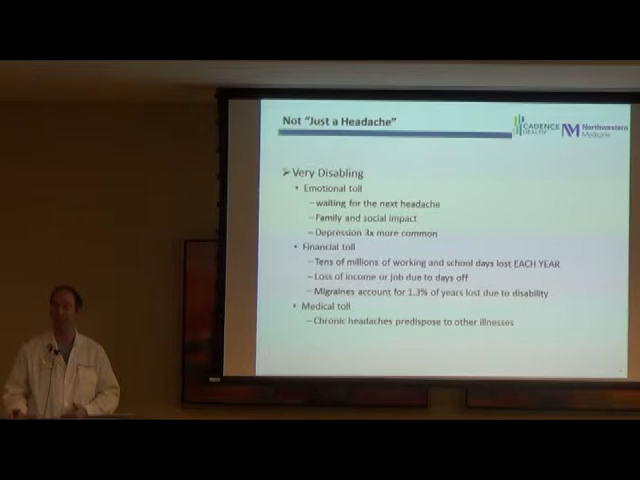 Not "Just a Headache"
CADENCE HEALTH
Northwestern Medicine
Very Disabling
Emotional toll
waiting for the next headache
Family and social impact
Depression 3x more common
Financial toll
Tens of millions of working and school days lost EACH YEAR
Loss of income or job due to days off
Migraines account for 1.3% of years lost due to disability
Medical toll
Chronic headaches predispose to other illnesses